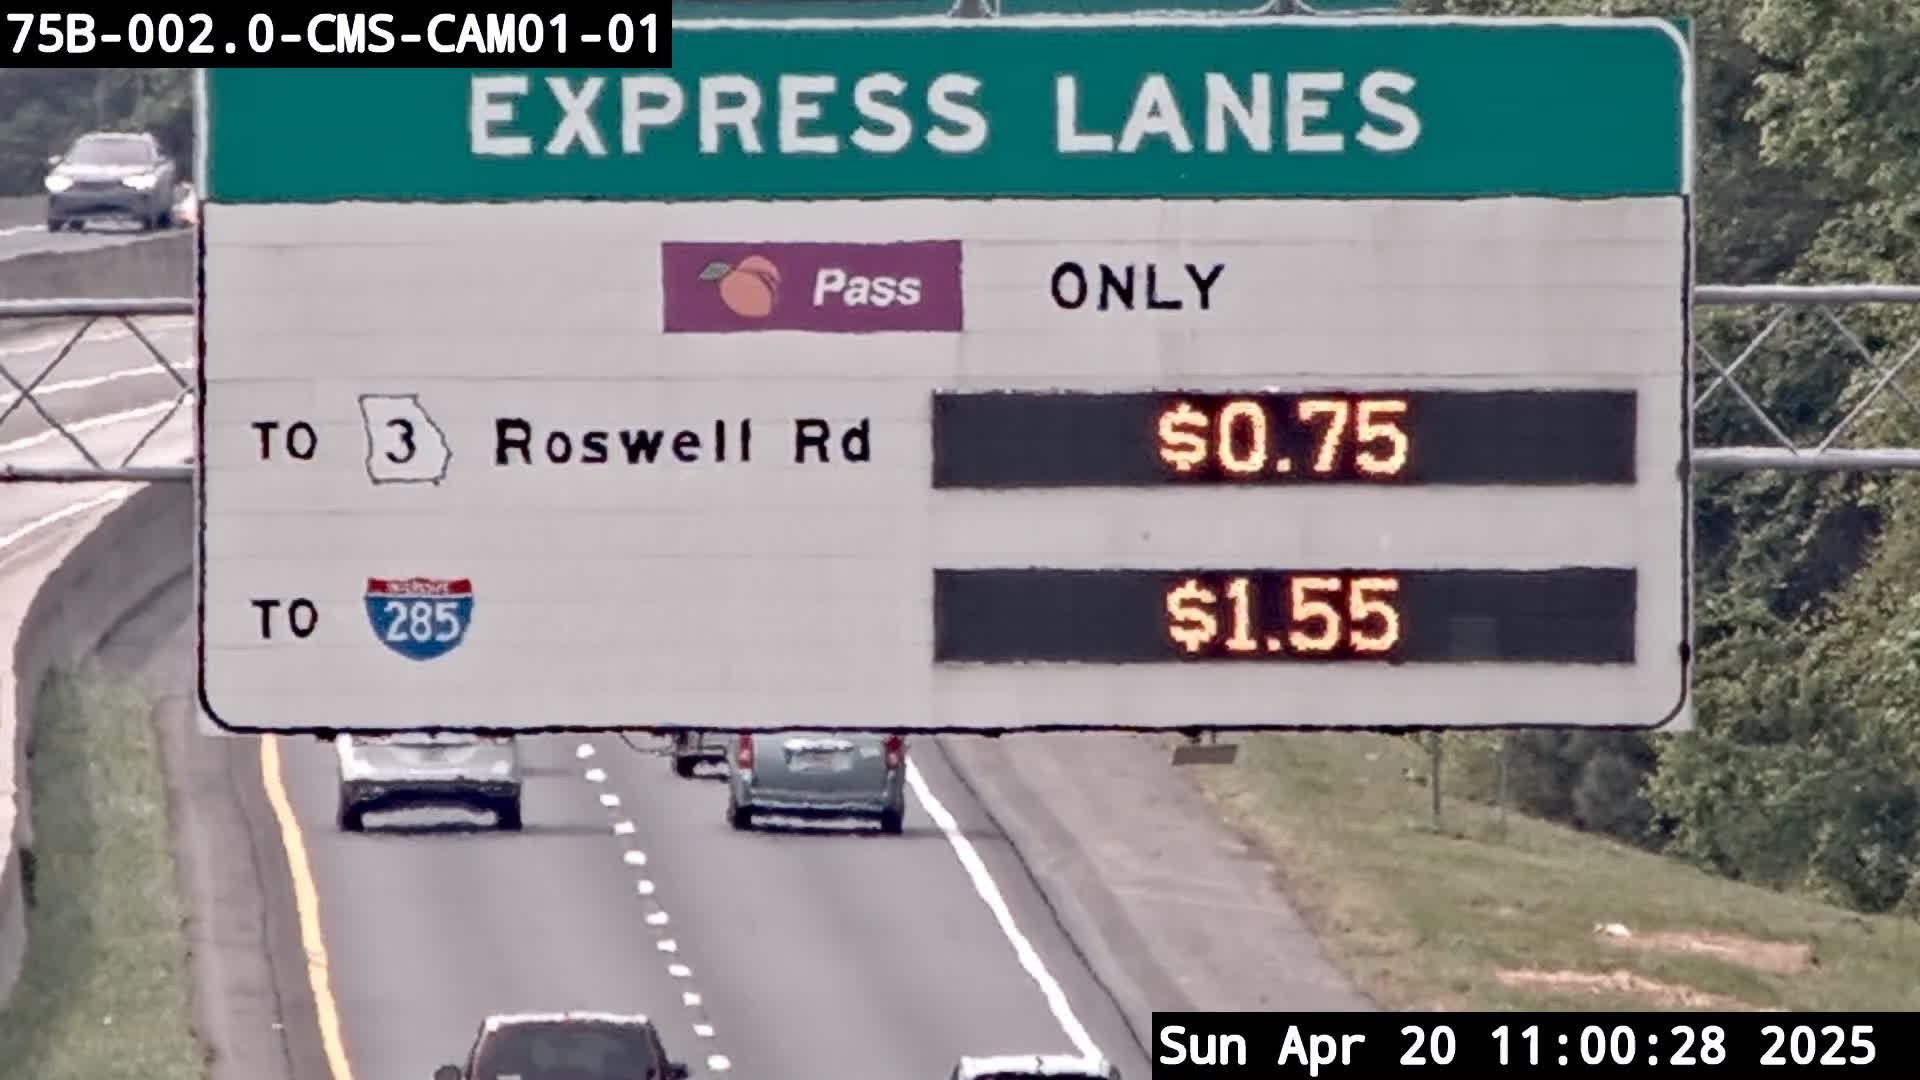 75B-002.0-CMS-CAM01-01
EXPRESS LANES
Pass ONLY
TO 3 Roswell Rd $0.75
INTERSTATE
TO 285 $1.55
Sun Apr 20 11:00:28 2025